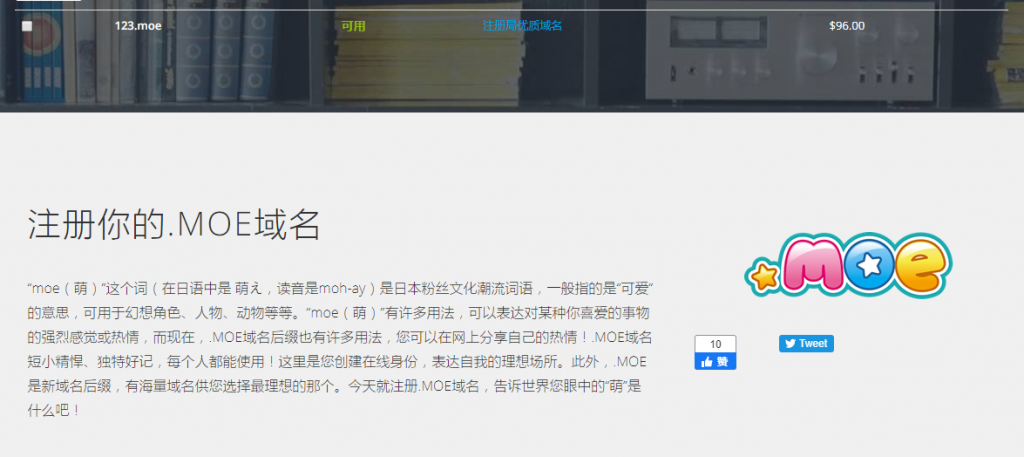 123.moe 可用 注册局优质域名 $96.00
注册你的.MOE域名
.moe
“moe（萌）“这个词（在日语中是 萌え，读音是moh-ay）是日本粉丝文化潮流词语，一般指的是“可爱”
的意思，可用于幻想角色、人物、动物等等。“moe（萌）”有许多用法，可以表达对某种你喜爱的事物
的强烈感觉或热情，而现在，.MOE域名后缀也有许多用法，您可以在网上分享自己的热情！.MOE域名
短小精悍、独特好记，每个人都能使用！这里是您创建在线身份，表达自我的理想场所。此外，.MOE
是新域名后缀，有海量域名供您选择最理想的那个。今天就注册.MOE域名，告诉世界您眼中的“萌”是
什么吧！
10
赞
Tweet